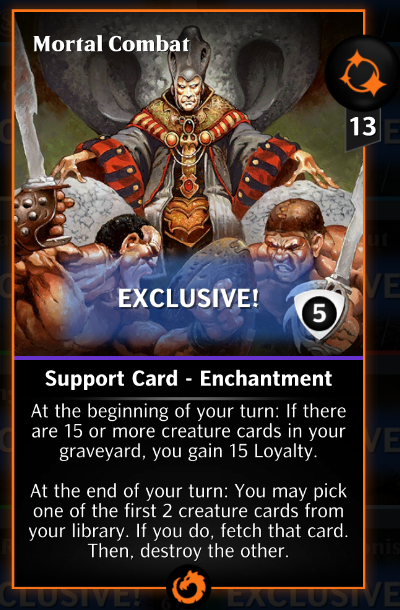 Mortal Combat
13
EXCLUSIVE!
5
Support Card - Enchantment
At the beginning of your turn: If there
are 15 or more creature cards in your
graveyard, you gain 15 Loyalty.
At the end of your turn: You may pick
one of the first 2 creature cards from
your library. If you do, fetch that card.
Then, destroy the other.